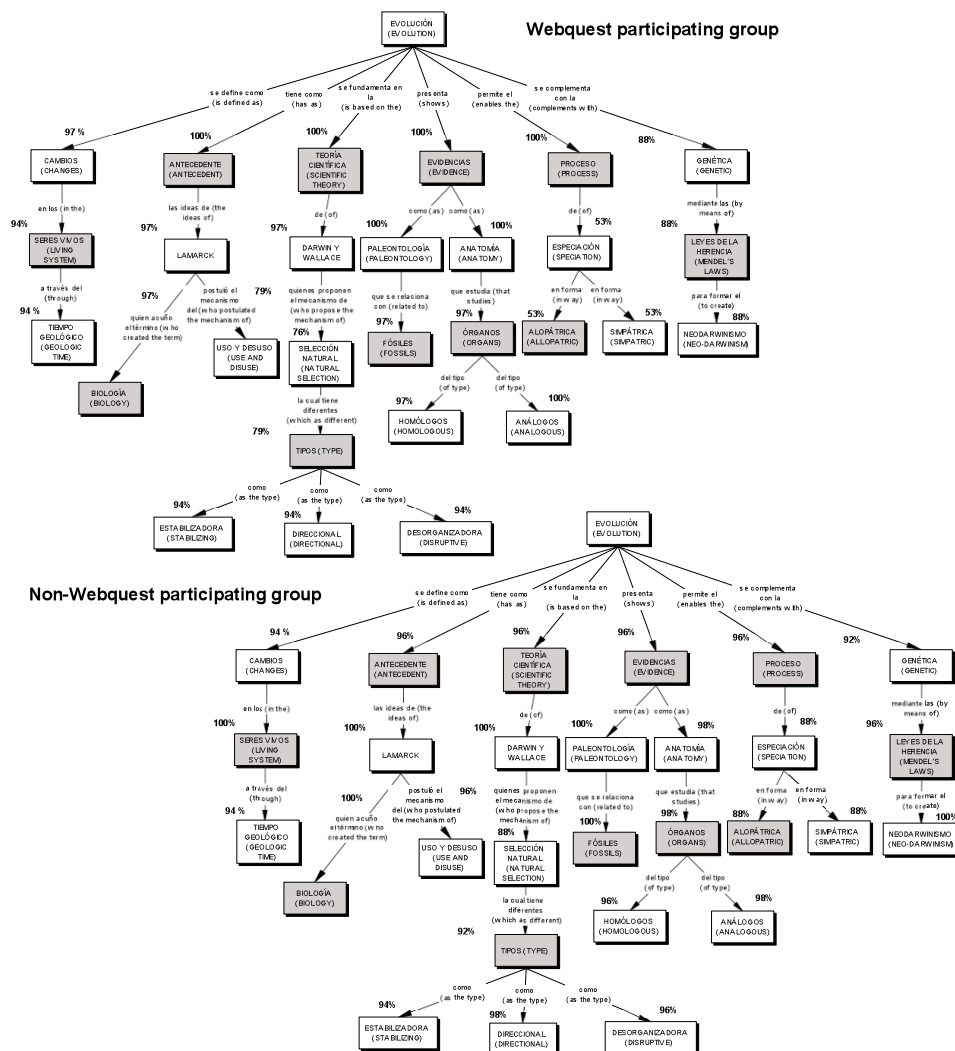 EVOLUCIÓN
(EVOLUTION)
Webquest participating group
se define como
(is defined as)
tiene como
(has as)
se fundamenta en
la
(is based on the)
presenta
(shows)
permite el
(enables the)
se complementa
con la
(complements with)
97 %
100%
100%
100%
100%
88%
CAMBIOS
(CHANGES)
ANTECEDENTE
(ANTECEDENT)
TEORÍA
CIENTÍFICA
(SCIENTIFIC
THEORY)
EVIDENCIAS
(EVIDENCE)
PROCESO
(PROCESS)
GENÉTICA
(GENETIC)
en los (in the)
las ideas de (the
ideas of)
de (of)
como (as)
como (as)
de (of)
mediante las (by
means of)
94%
97%
97%
100%
100%
53%
88%
SERES VIVOS
(LIVING
SYSTEM)
LAMARCK
DARWIN Y
WALLACE
PALEONTOLOGÍA
(PALEONTOLOGY)
ANATOMÍA
(ANATOMY)
ESPECIACIÓN
(SPECIATION)
LEYES DE LA
HERENCIA
(MENDEL'S
LAWS)
a través del
(through)
97%
quien acuño
el término (who
created the term)
postuló el
mecanismo
del (who postulated
the mechanism of)
79%
quienes proponen
el mecanismo de
(who propose the
mechanism of)
76%
que se relaciona
con (related to)
que estudia (that
studies)
en forma
(in way)
en forma
(in way)
para formar el
(to create)
94 %
97%
97%
53%
53%
88%
TIEMPO
GEOLÓGICO
(GEOLOGIC
TIME)
BIOLOGÍA
(BIOLOGY)
USO Y DESUSO
(USE AND
DISUSE)
SELECCIÓN
NATURAL
(NATURAL
SELECTION)
FÓSILES
(FOSSILS)
ÓRGANOS
(ORGANS)
ALOPÁTRICA
(ALLOPATRIC)
SIMPÁTRICA
(SIMPATRIC)
NEODARWINISMO
(NEO-DARWINISM)
la cual tiene
diferentes
(which as different)
del tipo
(of type)
del tipo
(of type)
79%
97%
100%
TIPOS (TYPE)
HOMÓLOGOS
(HOMOLOGOUS)
ANÁLOGOS
(ANALOGOUS)
como
(as the type)
como
(as the type)
como
(as the type)
94%
94%
94%
ESTABILIZADORA
(STABILIZING)
DIRECCIONAL
(DIRECTIONAL)
DESORGANIZADORA
(DISRUPTIVE)
EVOLUCIÓN
(EVOLUTION)
Non-Webquest participating group
se define como
(is defined as)
tiene como
(has as)
se fundamenta en
la
(is based on the)
presenta
(shows)
permite el
(enables the)
se complementa
con la
(complements with)
94 %
96%
96%
96%
96%
92%
CAMBIOS
(CHANGES)
ANTECEDENTE
(ANTECEDENT)
TEORÍA
CIENTÍFICA
(SCIENTIFIC
THEORY)
EVIDENCIAS
(EVIDENCE)
PROCESO
(PROCESS)
GENÉTICA
(GENETIC)
en los (in the)
las ideas de (the
ideas of)
de (of)
como (as)
como (as)
de (of)
mediante las (by
means of)
100%
100%
100%
100%
98%
88%
96%
SERES VIVOS
(LIVING
SYSTEM)
LAMARCK
DARWIN Y
WALLACE
PALEONTOLOGÍA
(PALEONTOLOGY)
ANATOMÍA
(ANATOMY)
ESPECIACIÓN
(SPECIATION)
LEYES DE LA
HERENCIA
(MENDEL'S
LAWS)
a través del
(through)
100%
quien acuño
el término (who
created the term)
postuló el
mecanismo
del (who postulated
the mechanism of)
96%
quienes proponen
el mecanismo de
(who propose the
mechanism of)
88%
que se relaciona
con (related to)
que estudia (that
studies)
en forma
(in way)
en forma
(in way)
para formar el
(to create)
94 %
100%
98%
88%
88%
100%
TIEMPO
GEOLÓGICO
(GEOLOGIC
TIME)
BIOLOGÍA
(BIOLOGY)
USO Y DESUSO
(USE AND
DISUSE)
SELECCIÓN
NATURAL
(NATURAL
SELECTION)
FÓSILES
(FOSSILS)
ÓRGANOS
(ORGANS)
ALOPÁTRICA
(ALLOPATRIC)
SIMPÁTRICA
(SIMPATRIC)
NEODARWINISMO
(NEO-DARWINISM)
la cual tiene
diferentes
(which as different)
del tipo
(of type)
del tipo
(of type)
92%
96%
98%
TIPOS (TYPE)
HOMÓLOGOS
(HOMOLOGOUS)
ANÁLOGOS
(ANALOGOUS)
como
(as the type)
como
(as the type)
como
(as the type)
94%
98%
96%
ESTABILIZADORA
(STABILIZING)
DIRECCIONAL
(DIRECTIONAL)
DESORGANIZADORA
(DISRUPTIVE)